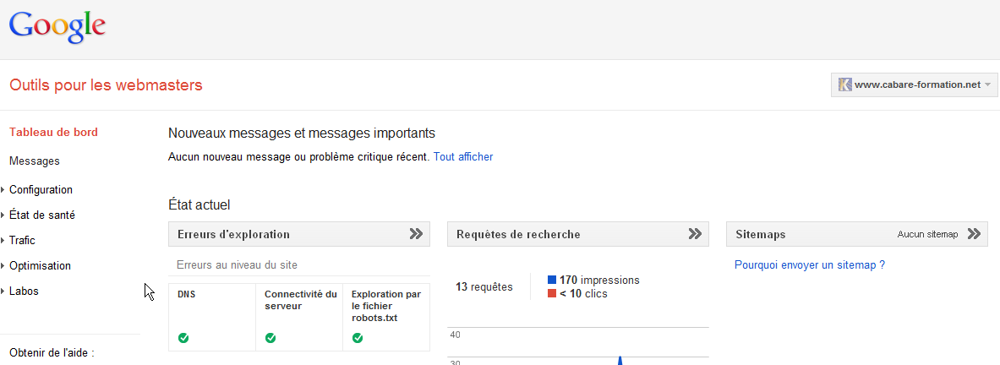 Google
Outils pour les webmasters
www.cabare-formation.net
Tableau de bord
Messages
Configuration
État de santé
Trafic
Optimisation
Labos
Obtenir de l'aide :
Nouveaux messages et messages importants
Aucun nouveau message ou problème critique récent. Tout afficher
État actuel
Erreurs d'exploration
Erreurs au niveau du site
DNS
Connectivité du
serveur
Exploration par
le fichier
robots.txt
Requêtes de recherche
13 requêtes
170 impressions
< 10 clics
40
30
Sitemaps
Aucun sitemap
Pourquoi envoyer un sitemap ?